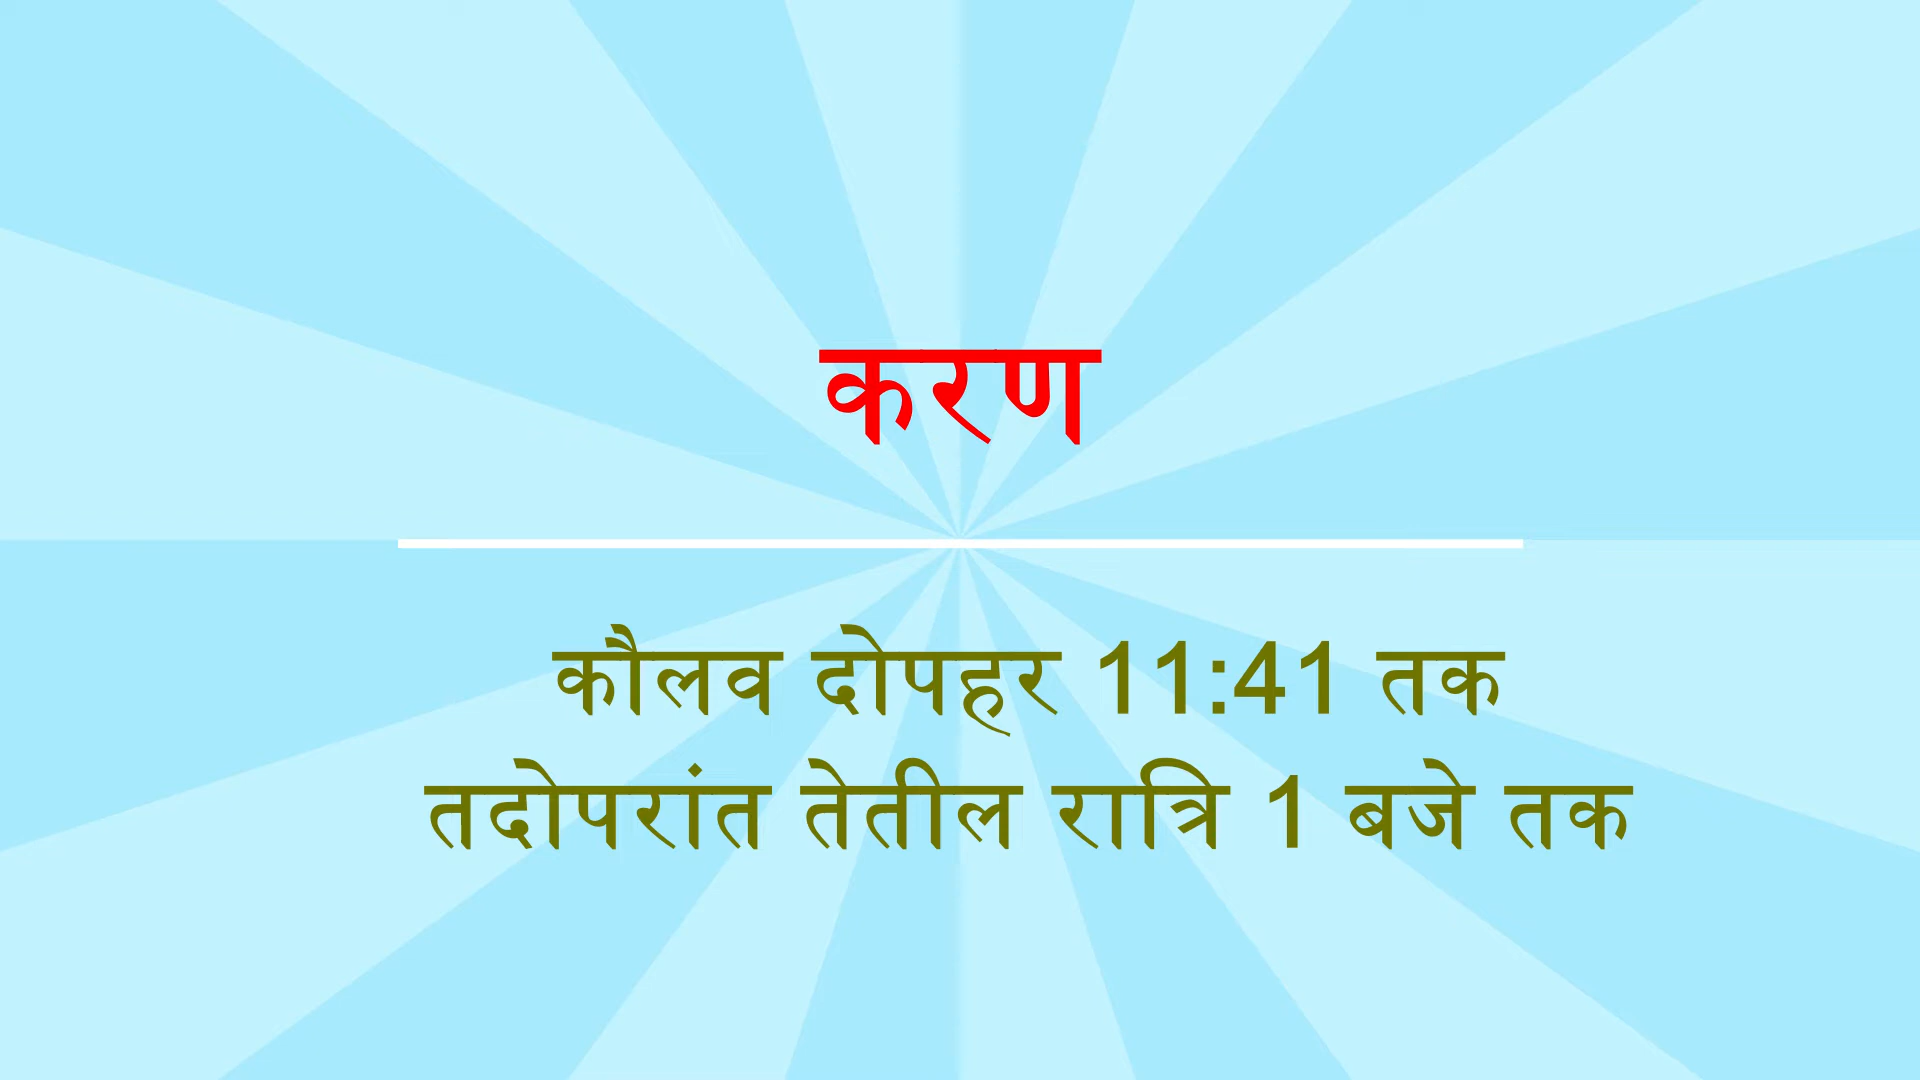 करण
कौलव दोपहर 11:41 तक
तदोपरांत तेतील रात्रि 1 बजे तक